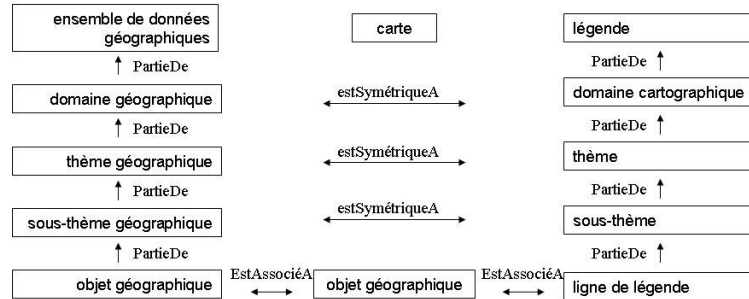 ensemble de données
géographiques
carte
légende
PartieDe
PartieDe
domaine géographique
estSymétriqueA
domaine cartographique
PartieDe
PartieDe
thème géographique
estSymétriqueA
thème
PartieDe
PartieDe
sous-thème géographique
estSymétriqueA
sous-thème
PartieDe
PartieDe
objet géographique
EstAssociéA
objet géographique
EstAssociéA
ligne de légende